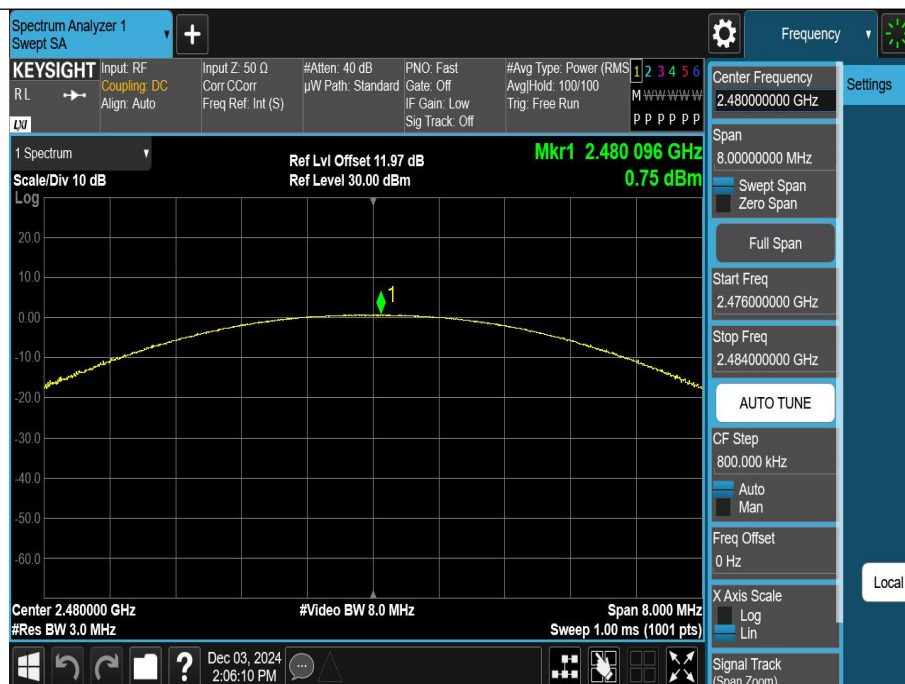 Spectrum Analyzer 1
Swept SA
Frequency
KEYSIGHT
RL
LXI
Input: RF
Coupling: DC
Align: Auto
Input Z: 50 Ω
Corr CCorr
Freq Ref: Int (S)
#Atten: 40 dB
µW Path: Standard
PNO: Fast
Gate: Off
IF Gain: Low
Sig Track: Off
#Avg Type: Power (RMS
Avg|Hold: 100/100
Trig: Free Run
1 2 3 4 5 6
M W W W W W
P P P P P P
1 Spectrum
Scale/Div 10 dB
Log
Ref Lvl Offset 11.97 dB
Ref Level 30.00 dBm
Mkr1 2.480 096 GHz
0.75 dBm
20.0
10.0
0.00
-10.0
-20.0
-30.0
-40.0
-50.0
-60.0
1
Center 2.480000 GHz
#Res BW 3.0 MHz
#Video BW 8.0 MHz
Span 8.000 MHz
Sweep 1.00 ms (1001 pts)
Dec 03, 2024
2:06:10 PM
Center Frequency
2.480000000 GHz
Span
8.00000000 MHz
Swept Span
Zero Span
Full Span
Start Freq
2.476000000 GHz
Stop Freq
2.484000000 GHz
AUTO TUNE
CF Step
800.000 kHz
Auto
Man
Freq Offset
0 Hz
X Axis Scale
Log
Lin
Signal Track
(Span Zoom)
Settings
Local